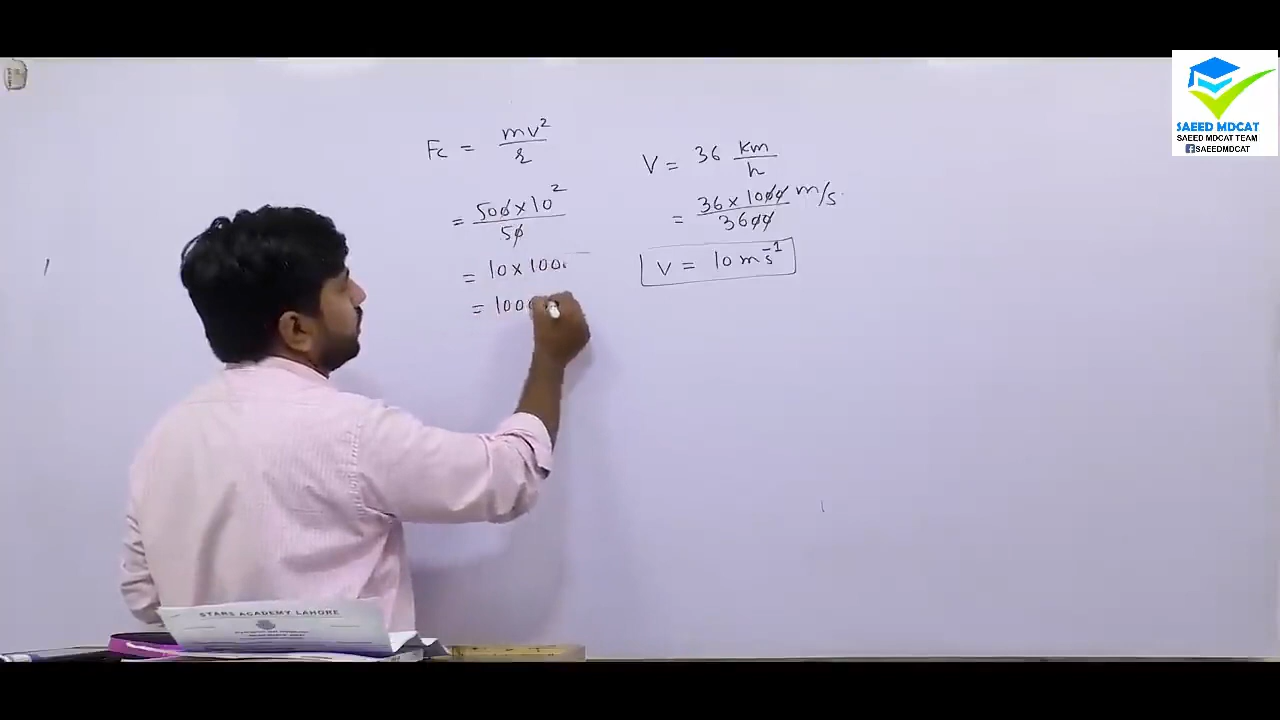 Fc = mv²/r
= 500 × 10² / 50
= 10 × 100
= 100
V = 36 Km/h
= 36 × 1000 / 3600 m/s
V = 10 ms⁻¹
SAEED MDCAT
SAEED MDCAT TEAM
SAEEDMDCAT
STARS ACADEMY LAHORE